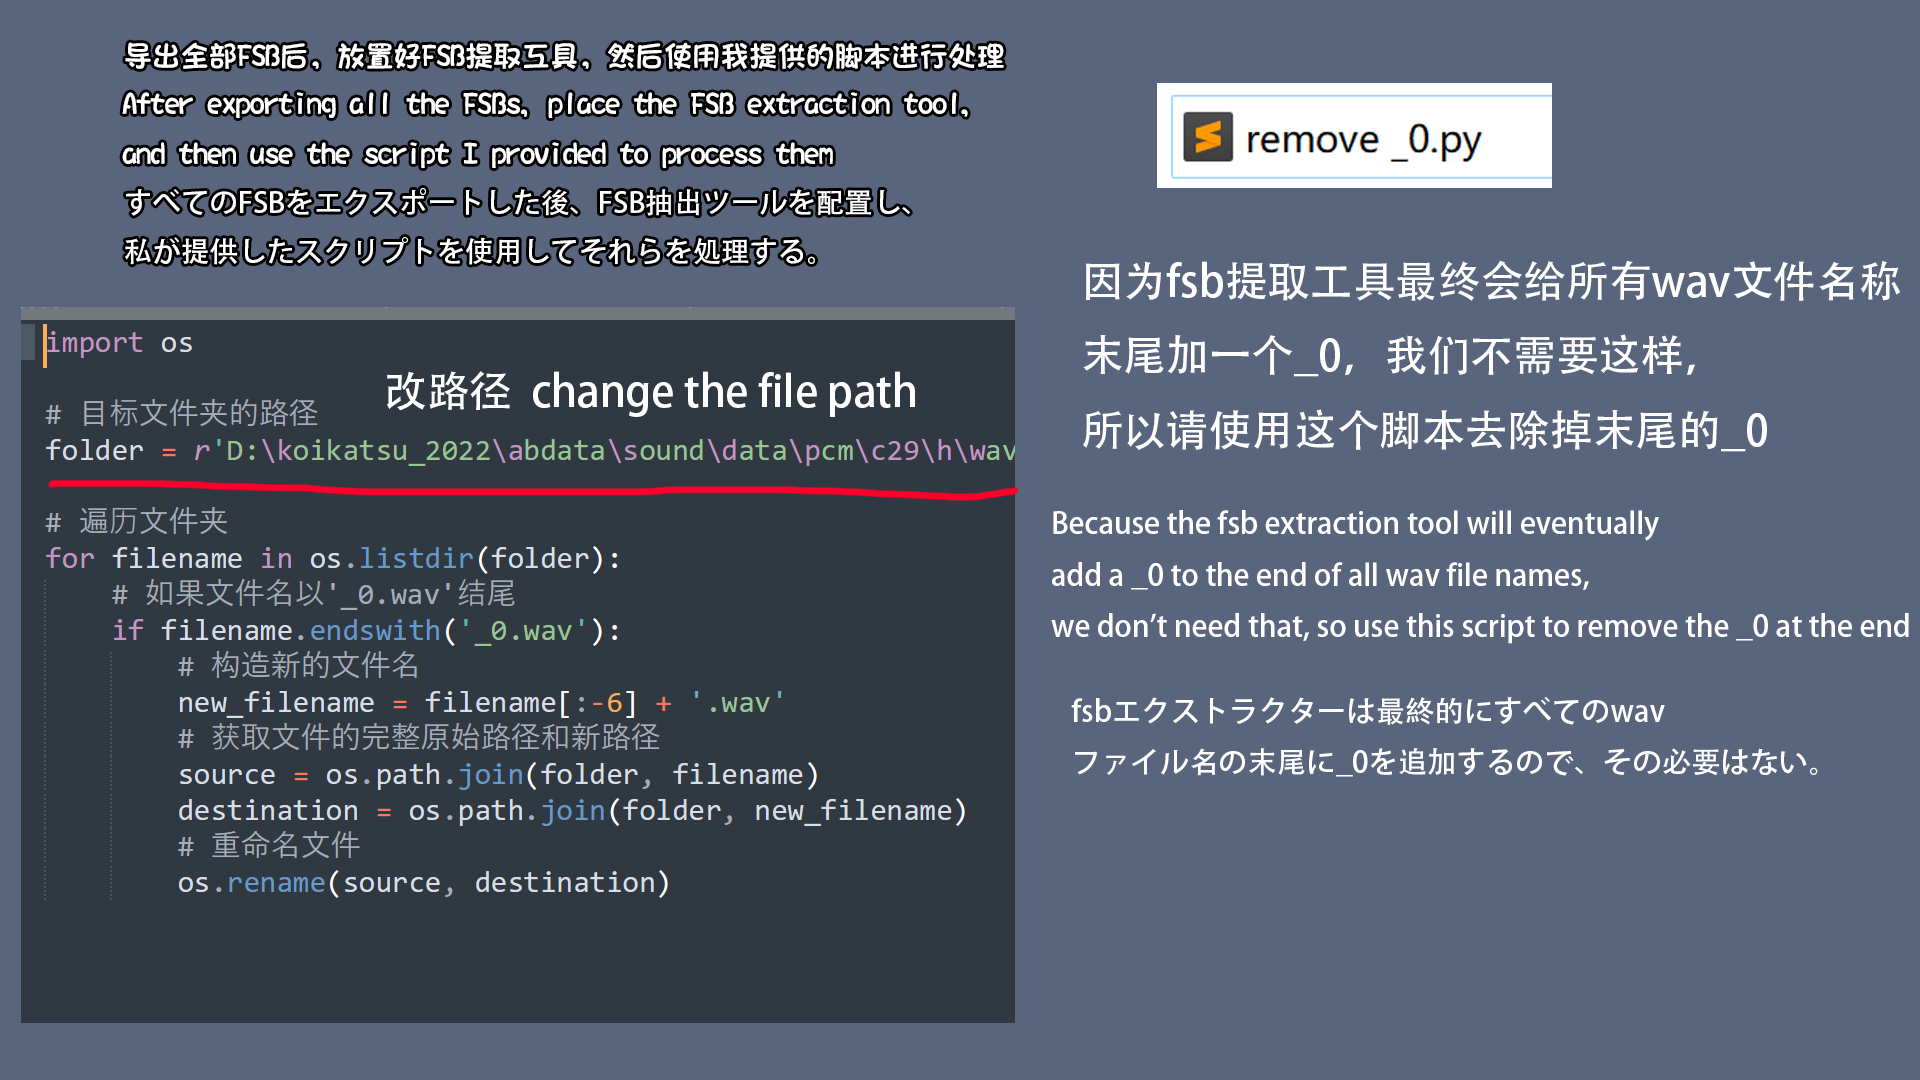 导出全部FSB后，放置好FSB提取工具，然后使用我提供的脚本进行处理
After exporting all the FSBs, place the FSB extraction tool,
and then use the script I provided to process them
すべてのFSBをエクスポートした後、FSB抽出ツールを配置し、
私が提供したスクリプトを使用してそれらを処理する。
import os
改路径 change the file path
# 目标文件夹的路径
folder = r'D:\koikatsu_2022\abdata\sound\data\pcm\c29\h\wav
# 遍历文件夹
for filename in os.listdir(folder):
# 如果文件名以'_0.wav'结尾
if filename.endswith('_0.wav'):
# 构造新的文件名
new_filename = filename[:-6] + '.wav'
# 获取文件的完整原始路径和新路径
source = os.path.join(folder, filename)
destination = os.path.join(folder, new_filename)
# 重命名文件
os.rename(source, destination)
remove _0.py
因为fsb提取工具最终会给所有wav文件名称
末尾加一个_0，我们不需要这样,
所以请使用这个脚本去除掉末尾的_0
Because the fsb extraction tool will eventually
add a _0 to the end of all wav file names,
we don't need that, so use this script to remove the _0 at the end
fsbエクストラクターは最終的にすべてのwav
ファイル名の末尾に_0を追加するので、その必要はない。